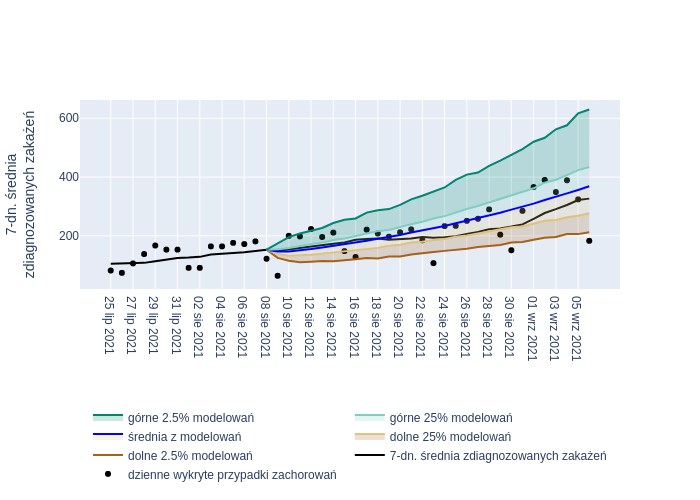 7-dn. średnia
zdiagnozowanych zakażeń
600
400
200
25 lip 2021
27 lip 2021
29 lip 2021
31 lip 2021
02 sie 2021
04 sie 2021
06 sie 2021
08 sie 2021
10 sie 2021
12 sie 2021
14 sie 2021
16 sie 2021
18 sie 2021
20 sie 2021
22 sie 2021
24 sie 2021
26 sie 2021
28 sie 2021
30 sie 2021
01 wrz 2021
03 wrz 2021
05 wrz 2021
górne 2.5% modelowań
górne 25% modelowań
średnia z modelowań
dolne 25% modelowań
dolne 2.5% modelowań
7-dn. średnia zdiagnozowanych zakażeń
dzienne wykryte przypadki zachorowań